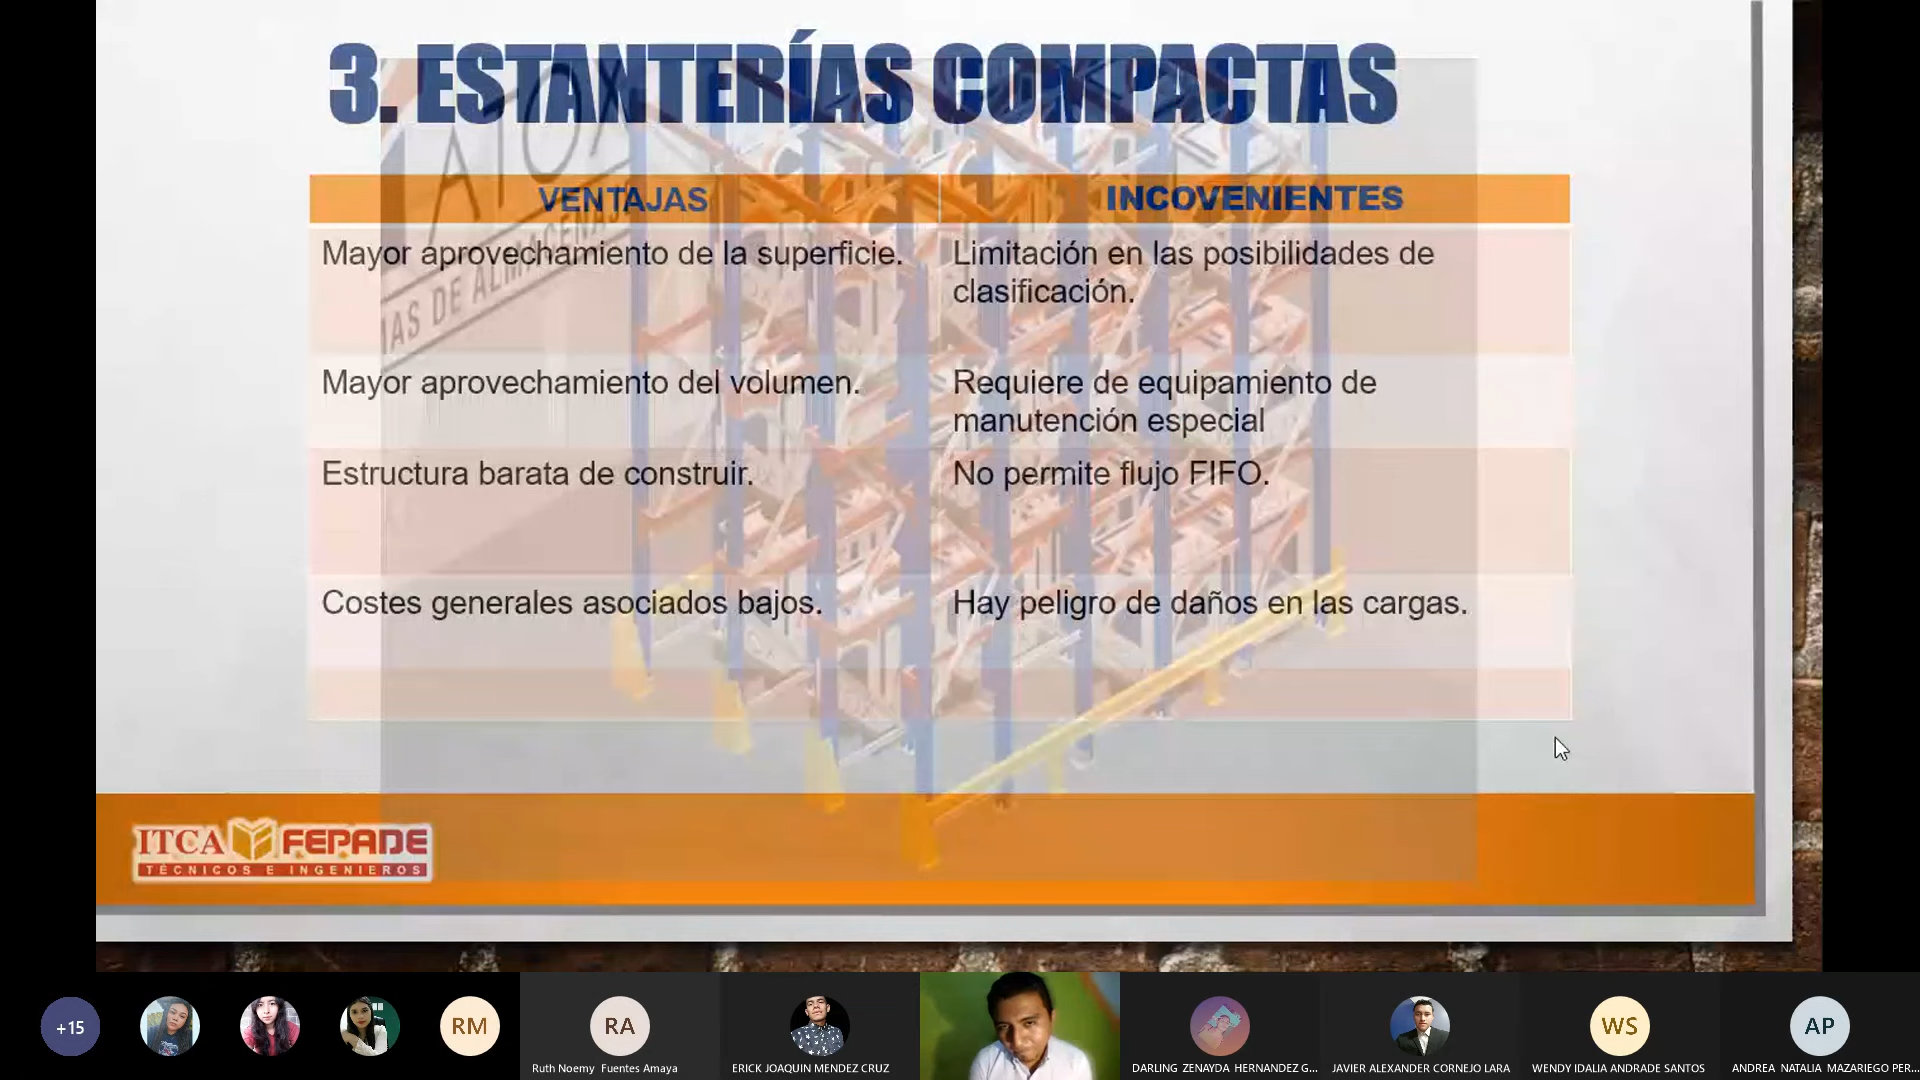 3. ESTANTERÍAS COMPACTAS
ATOX
AS DE ALMACENA
VENTAJAS
INCOVENIENTES
Mayor aprovechamiento de la superficie.
Limitación en las posibilidades de
clasificación.
Mayor aprovechamiento del volumen.
Requiere de equipamiento de
manutención especial
Estructura barata de construir.
No permite flujo FIFO.
Costes generales asociados bajos.
Hay peligro de daños en las cargas.
ITCA FEPADE
TÉCNICOS E INGENIEROS
+15
RM
RA
Ruth Noemy Fuentes Amaya
ERICK JOAQUIN MENDEZ CRUZ
DARLING ZENAYDA HERNANDEZ G...
JAVIER ALEXANDER CORNEJO LARA
WS
WENDY IDALIA ANDRADE SANTOS
AP
ANDREA NATALIA MAZARIEGO PER...